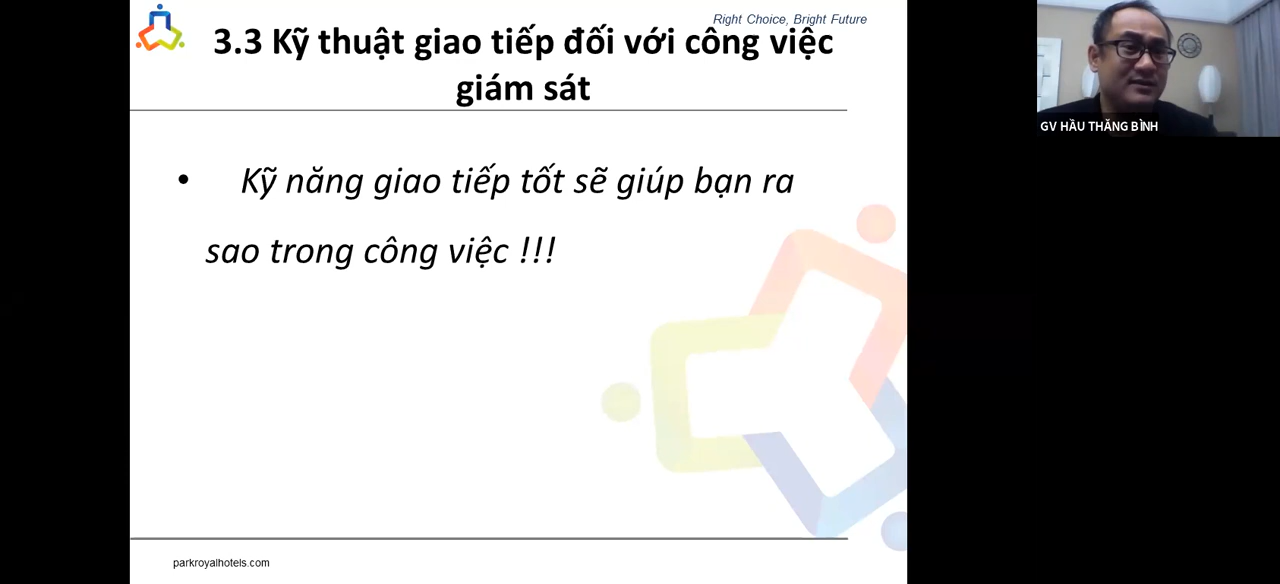 Right Choice, Bright Future
3.3 Kỹ thuật giao tiếp đối với công việc
giám sát
• Kỹ năng giao tiếp tốt sẽ giúp bạn ra
sao trong công việc !!!
parkroyalhotels.com
GV HẦU THĂNG BÌNH